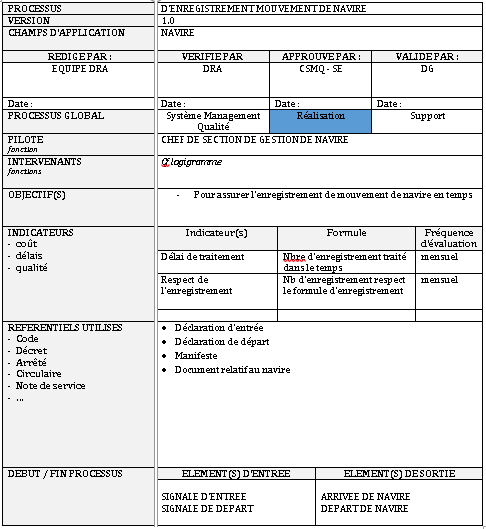 PROCESSUS D'ENREGISTREMENT MOUVEMENT DE NAVIRE
VERSION 1.0
CHAMPS D'APPLICATION NAVIRE
REDIGE PAR : VERIFIE PAR APPROUVE PAR : VALIDE PAR :
EQUIPE DRA DRA CSMQ - SE DG
Date : Date : Date : Date :
PROCESSUS GLOBAL Système Management Qualité Réalisation Support
PILOTE CHEF DE SECTION DE GESTION DE NAVIRE
fonction
INTERVENANTS Cf logigramme
fonctions
OBJECTIF(S) - Pour assurer l'enregistrement de mouvement de navire en temps
INDICATEURS
- coût
- délais
- qualité
Indicateur(s) Formule Fréquence d'évaluation
Délai de traitement Nbre d'enregistrement traité dans le temps mensuel
Respect de l'enregistrement Nb d'enregistrement respect le formule d'enregistrement mensuel
REFERENTIELS UTILISES
- Code
- Décret
- Arrêté
- Circulaire
- Note de service
- ...
• Déclaration d'entrée
• Déclaration de départ
• Manifeste
• Document relatif au navire
DEBUT / FIN PROCESSUS ELEMENT(S) D'ENTREE ELEMENT(S) DE SORTIE
SIGNALE D'ENTREE ARRIVEE DE NAVIRE
SIGNALE DE DEPART DEPART DE NAVIRE